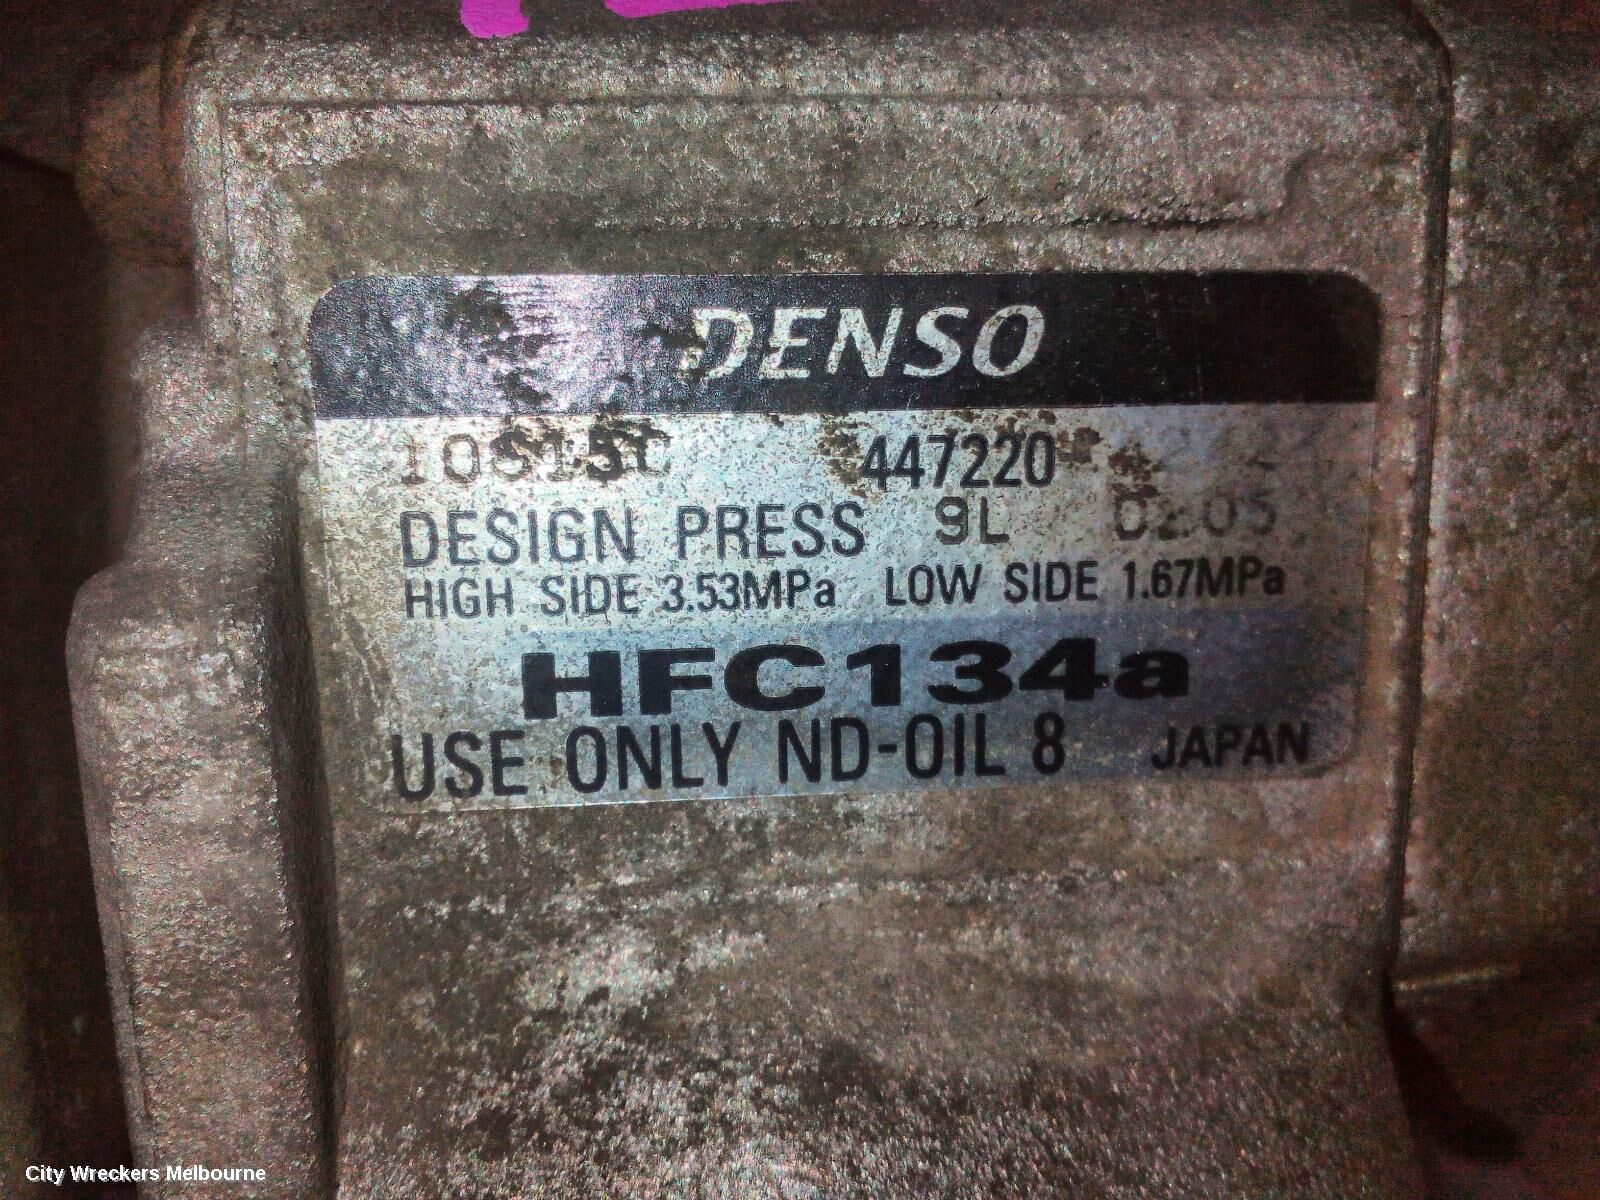 DENSO
10S15C 447220
DESIGN PRESS 9L
HIGH SIDE 3.53MPa LOW SIDE 1.67MPa
HFC134a
USE ONLY ND-OIL 8 JAPAN
City Wreckers Melbourne